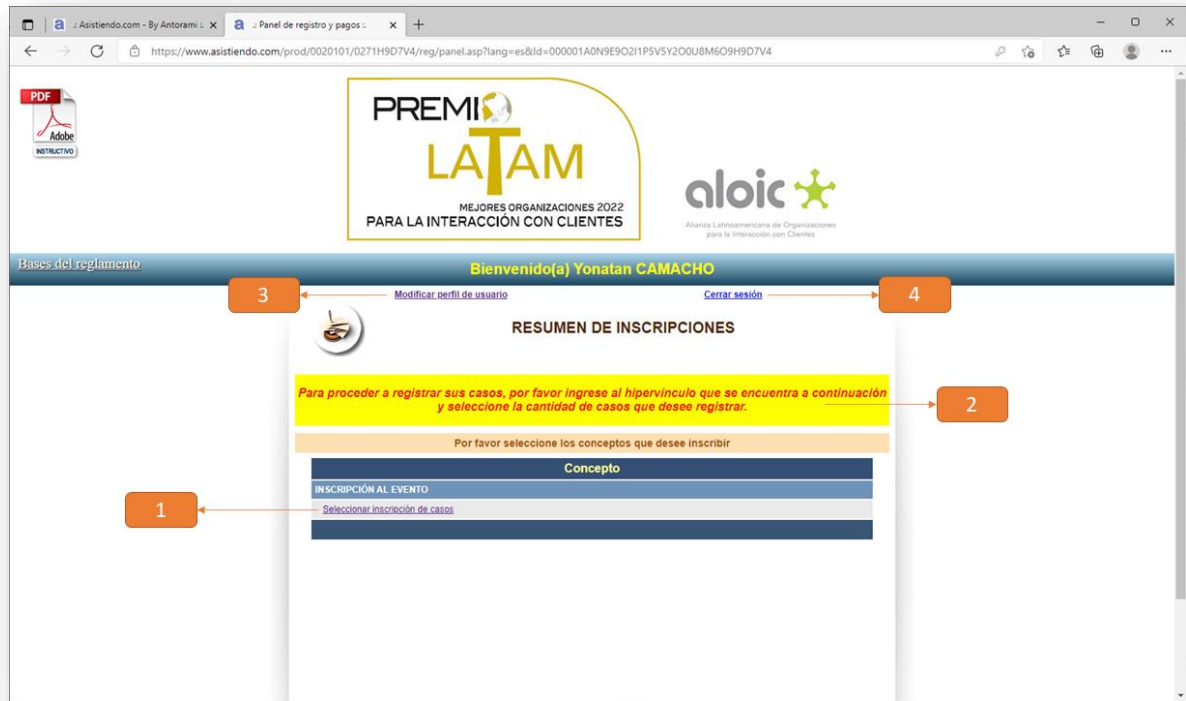 .: Asistiendo.com - By Antorami :.
.: Panel de registro y pagos :.
https://www.asistiendo.com/prod/0020101/0271H9D7V4/reg/panel.asp?lang=es&Id=000001A0N9E9O2I1P5V5Y2O0U8M6O9H9D7V4
PDF
Adobe
INSTRUCTIVO
PREMIO
LATAM
MEJORES ORGANIZACIONES 2022
PARA LA INTERACCIÓN CON CLIENTES
aloic
Alianza Latinoamericana de Organizaciones
para la Interacción con Clientes
Bases del reglamento
Bienvenido(a) Yonatan CAMACHO
3
Modificar perfil de usuario
Cerrar sesión
4
RESUMEN DE INSCRIPCIONES
Para proceder a registrar sus casos, por favor ingrese al hipervínculo que se encuentra a continuación
y seleccione la cantidad de casos que desee registrar.
2
Por favor seleccione los conceptos que desee inscribir
Concepto
INSCRIPCIÓN AL EVENTO
1
Seleccionar inscripción de casos